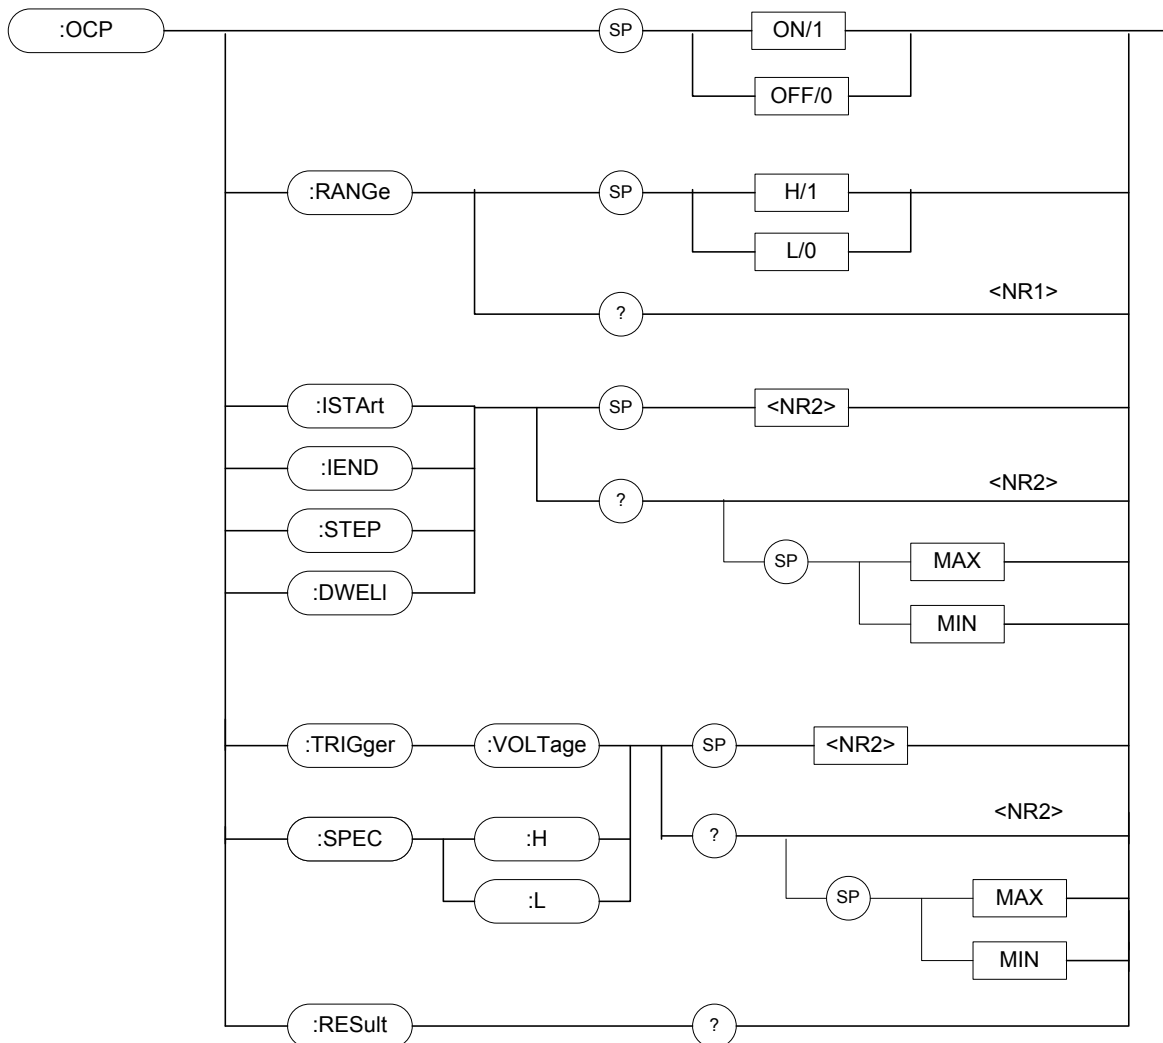 :OCP SP ON/1
OFF/0
:RANGe SP H/1
L/0
? <NR1>
:ISTArt SP <NR2>
:IEND
? <NR2>
:STEP
SP MAX
:DWELl
MIN
:TRIGger :VOLTage SP <NR2>
:SPEC :H ? <NR2>
:L SP MAX
MIN
:RESult ?